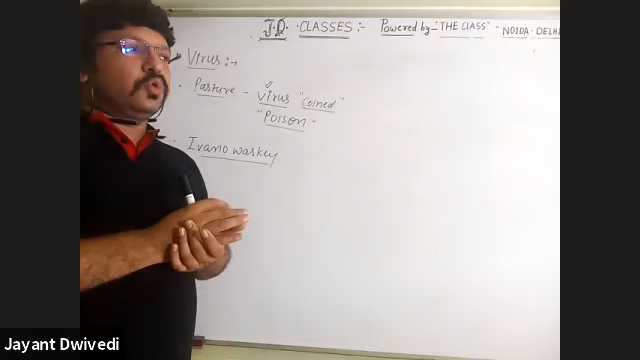 J.D. CLASSES :- Powered by - "THE CLASS" - NOIDA - DELHI
Virus :-
Pasture - Virus "coined"
"Poison"
Ivanowaskey
Jayant Dwivedi